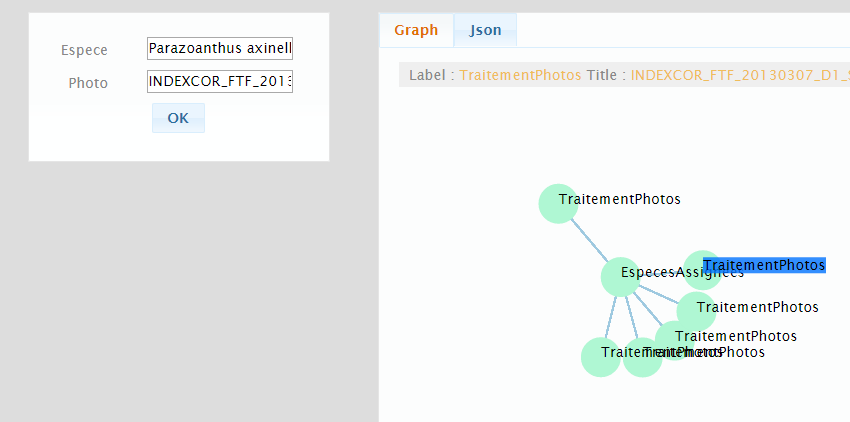 Espece
Parazoanthus axinell
Photo
INDEXCOR_FTF_2013
OK
Graph
Json
Label : TraitementPhotos Title : INDEXCOR_FTF_20130307_D1_
TraitementPhotos
TraitementPhotos
EspecesAssignees
TraitementPhotos
TraitementPhotos
TraitementPhotos
TraitementPhotos